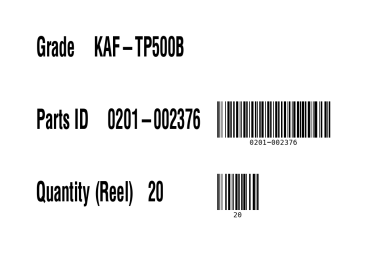 Grade KAF-TP500B
Parts ID 0201-002376
0201-002376
Quantity (Reel) 20
20